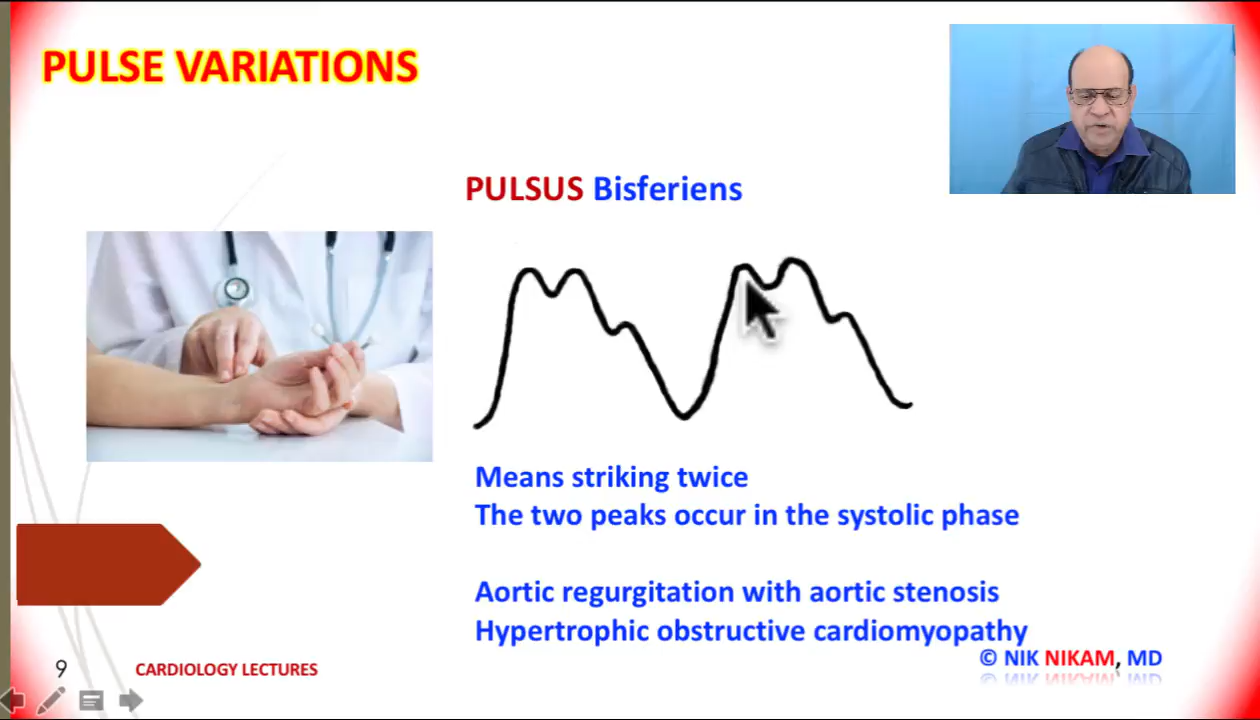 PULSE VARIATIONS
PULSUS Bisferiens
Means striking twice
The two peaks occur in the systolic phase
Aortic regurgitation with aortic stenosis
Hypertrophic obstructive cardiomyopathy
© NIK NIKAM, MD
9
CARDIOLOGY LECTURES